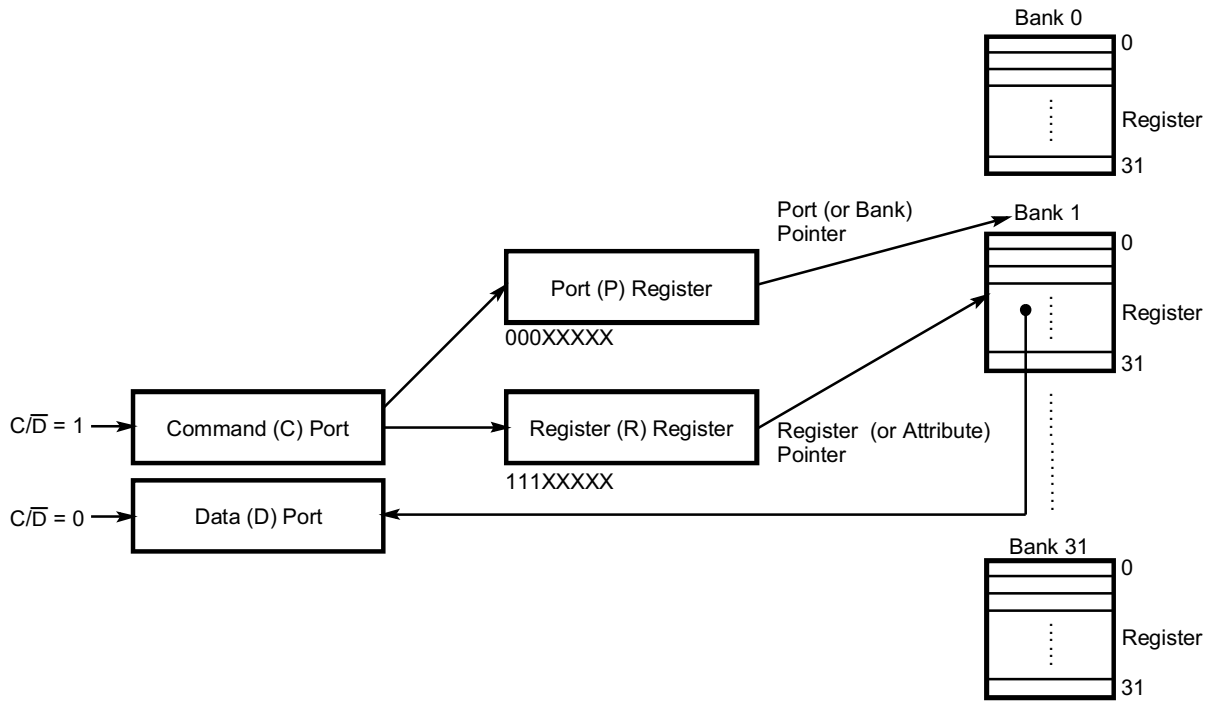 Bank 0
0
Register
31
Port (or Bank)
Pointer
Bank 1
0
Port (P) Register
000XXXXX
Register
31
C/D̅ = 1
Command (C) Port
Register (R) Register
111XXXXX
Register (or Attribute)
Pointer
C/D̅ = 0
Data (D) Port
Bank 31
0
Register
31